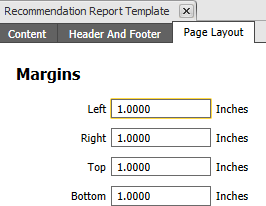 Recommendation Report Template
Content Header And Footer Page Layout
Margins
Left 1.0000 Inches
Right 1.0000 Inches
Top 1.0000 Inches
Bottom 1.0000 Inches